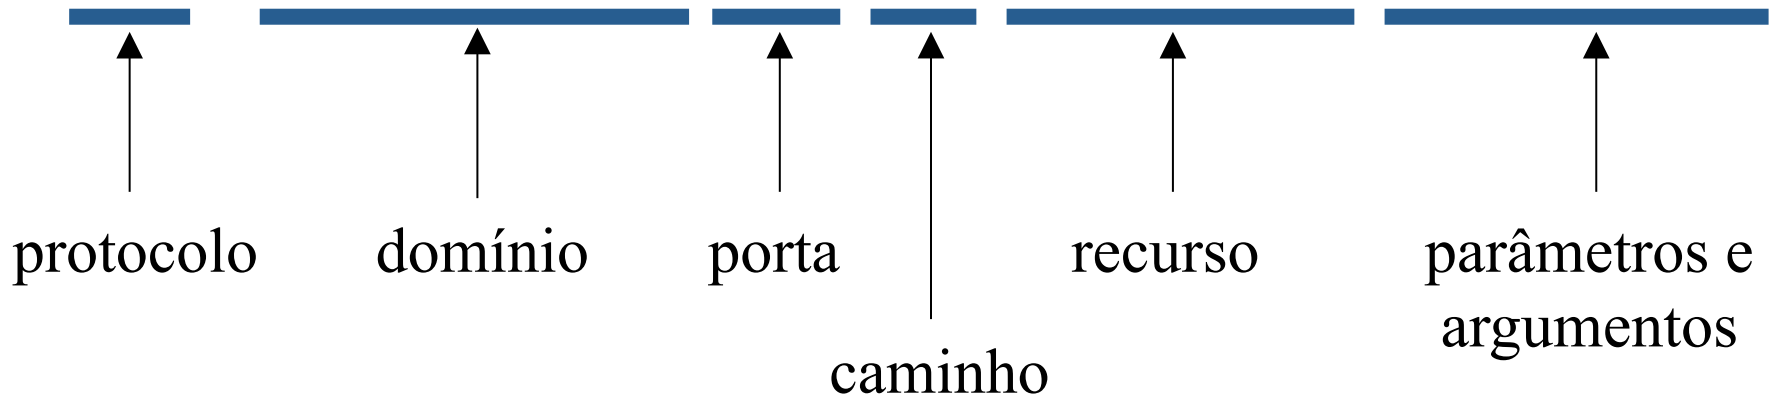 protocolo
domínio
porta
caminho
recurso
parâmetros e
argumentos